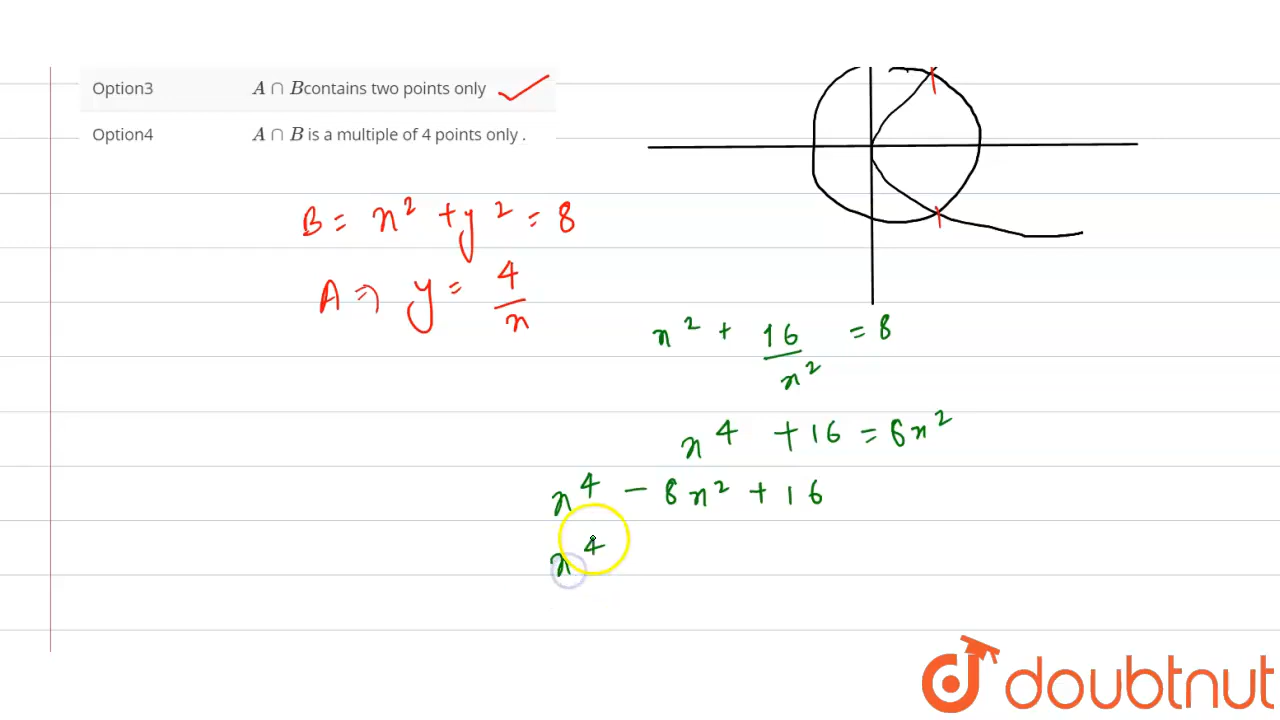 Option3 A ∩ Bcontains two points only
Option4 A ∩ B is a multiple of 4 points only .
B = x² + y² = 8
A ⇒ y = 4/x
x² + 16/x² = 8
x⁴ + 16 = 8x²
x⁴ - 8x² + 16
x⁴
doubtnut